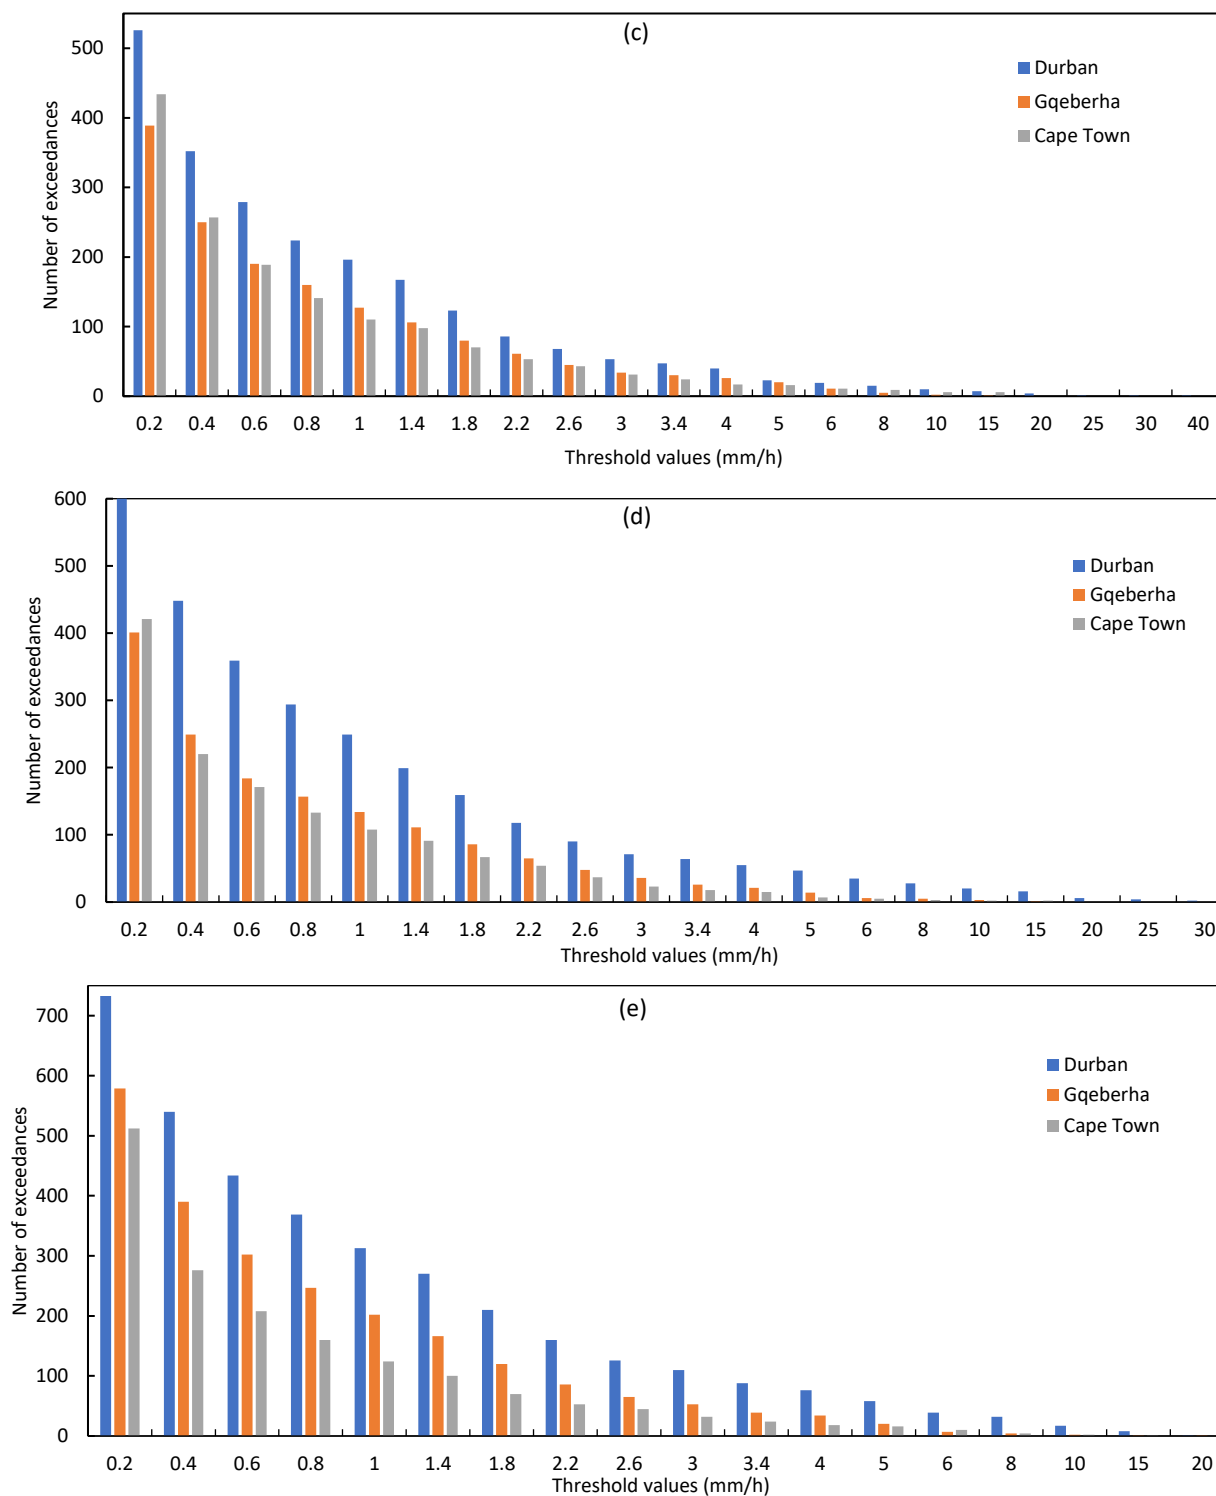 (c)
500
400
300
200
100
0
Number of exceedances
Durban
Gqeberha
Cape Town
0.2 0.4 0.6 0.8 1 1.4 1.8 2.2 2.6 3 3.4 4 5 6 8 10 15 20 25 30 40
Threshold values (mm/h)
(d)
600
500
400
300
200
100
0
Number of exceedances
Durban
Gqeberha
Cape Town
0.2 0.4 0.6 0.8 1 1.4 1.8 2.2 2.6 3 3.4 4 5 6 8 10 15 20 25 30
Threshold values (mm/h)
(e)
700
600
500
400
300
200
100
0
Number of exceedances
Durban
Gqeberha
Cape Town
0.2 0.4 0.6 0.8 1 1.4 1.8 2.2 2.6 3 3.4 4 5 6 8 10 15 20
Threshold values (mm/h)